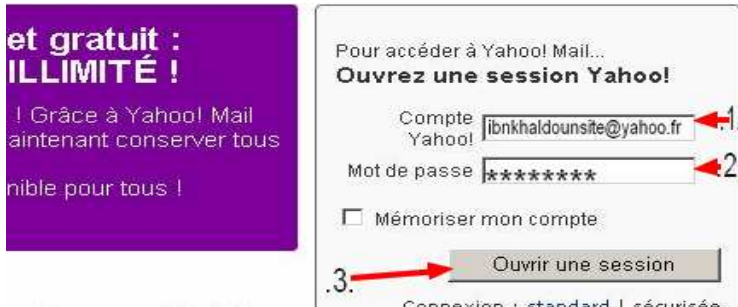 et gratuit :
ILLIMITÉ !
! Grâce à Yahoo! Mail
aintenant conserver tous
nible pour tous !
Pour accéder à Yahoo! Mail...
Ouvrez une session Yahoo!
Compte
Yahoo!
ibnkhaldounsite@yahoo.fr
.1.
Mot de passe
********
.2
Mémoriser mon compte
.3.
Ouvrir une session
Connexion : standard | sécurisée